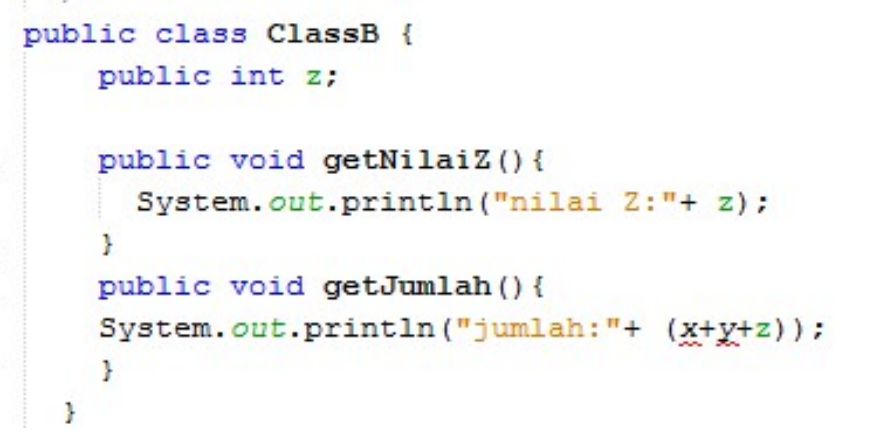 public class ClassB {
public int z;
public void getNilaiZ(){
System.out.println("nilai Z:"+ z);
}
public void getJumlah(){
System.out.println("jumlah:"+ (x+y+z));
}
}